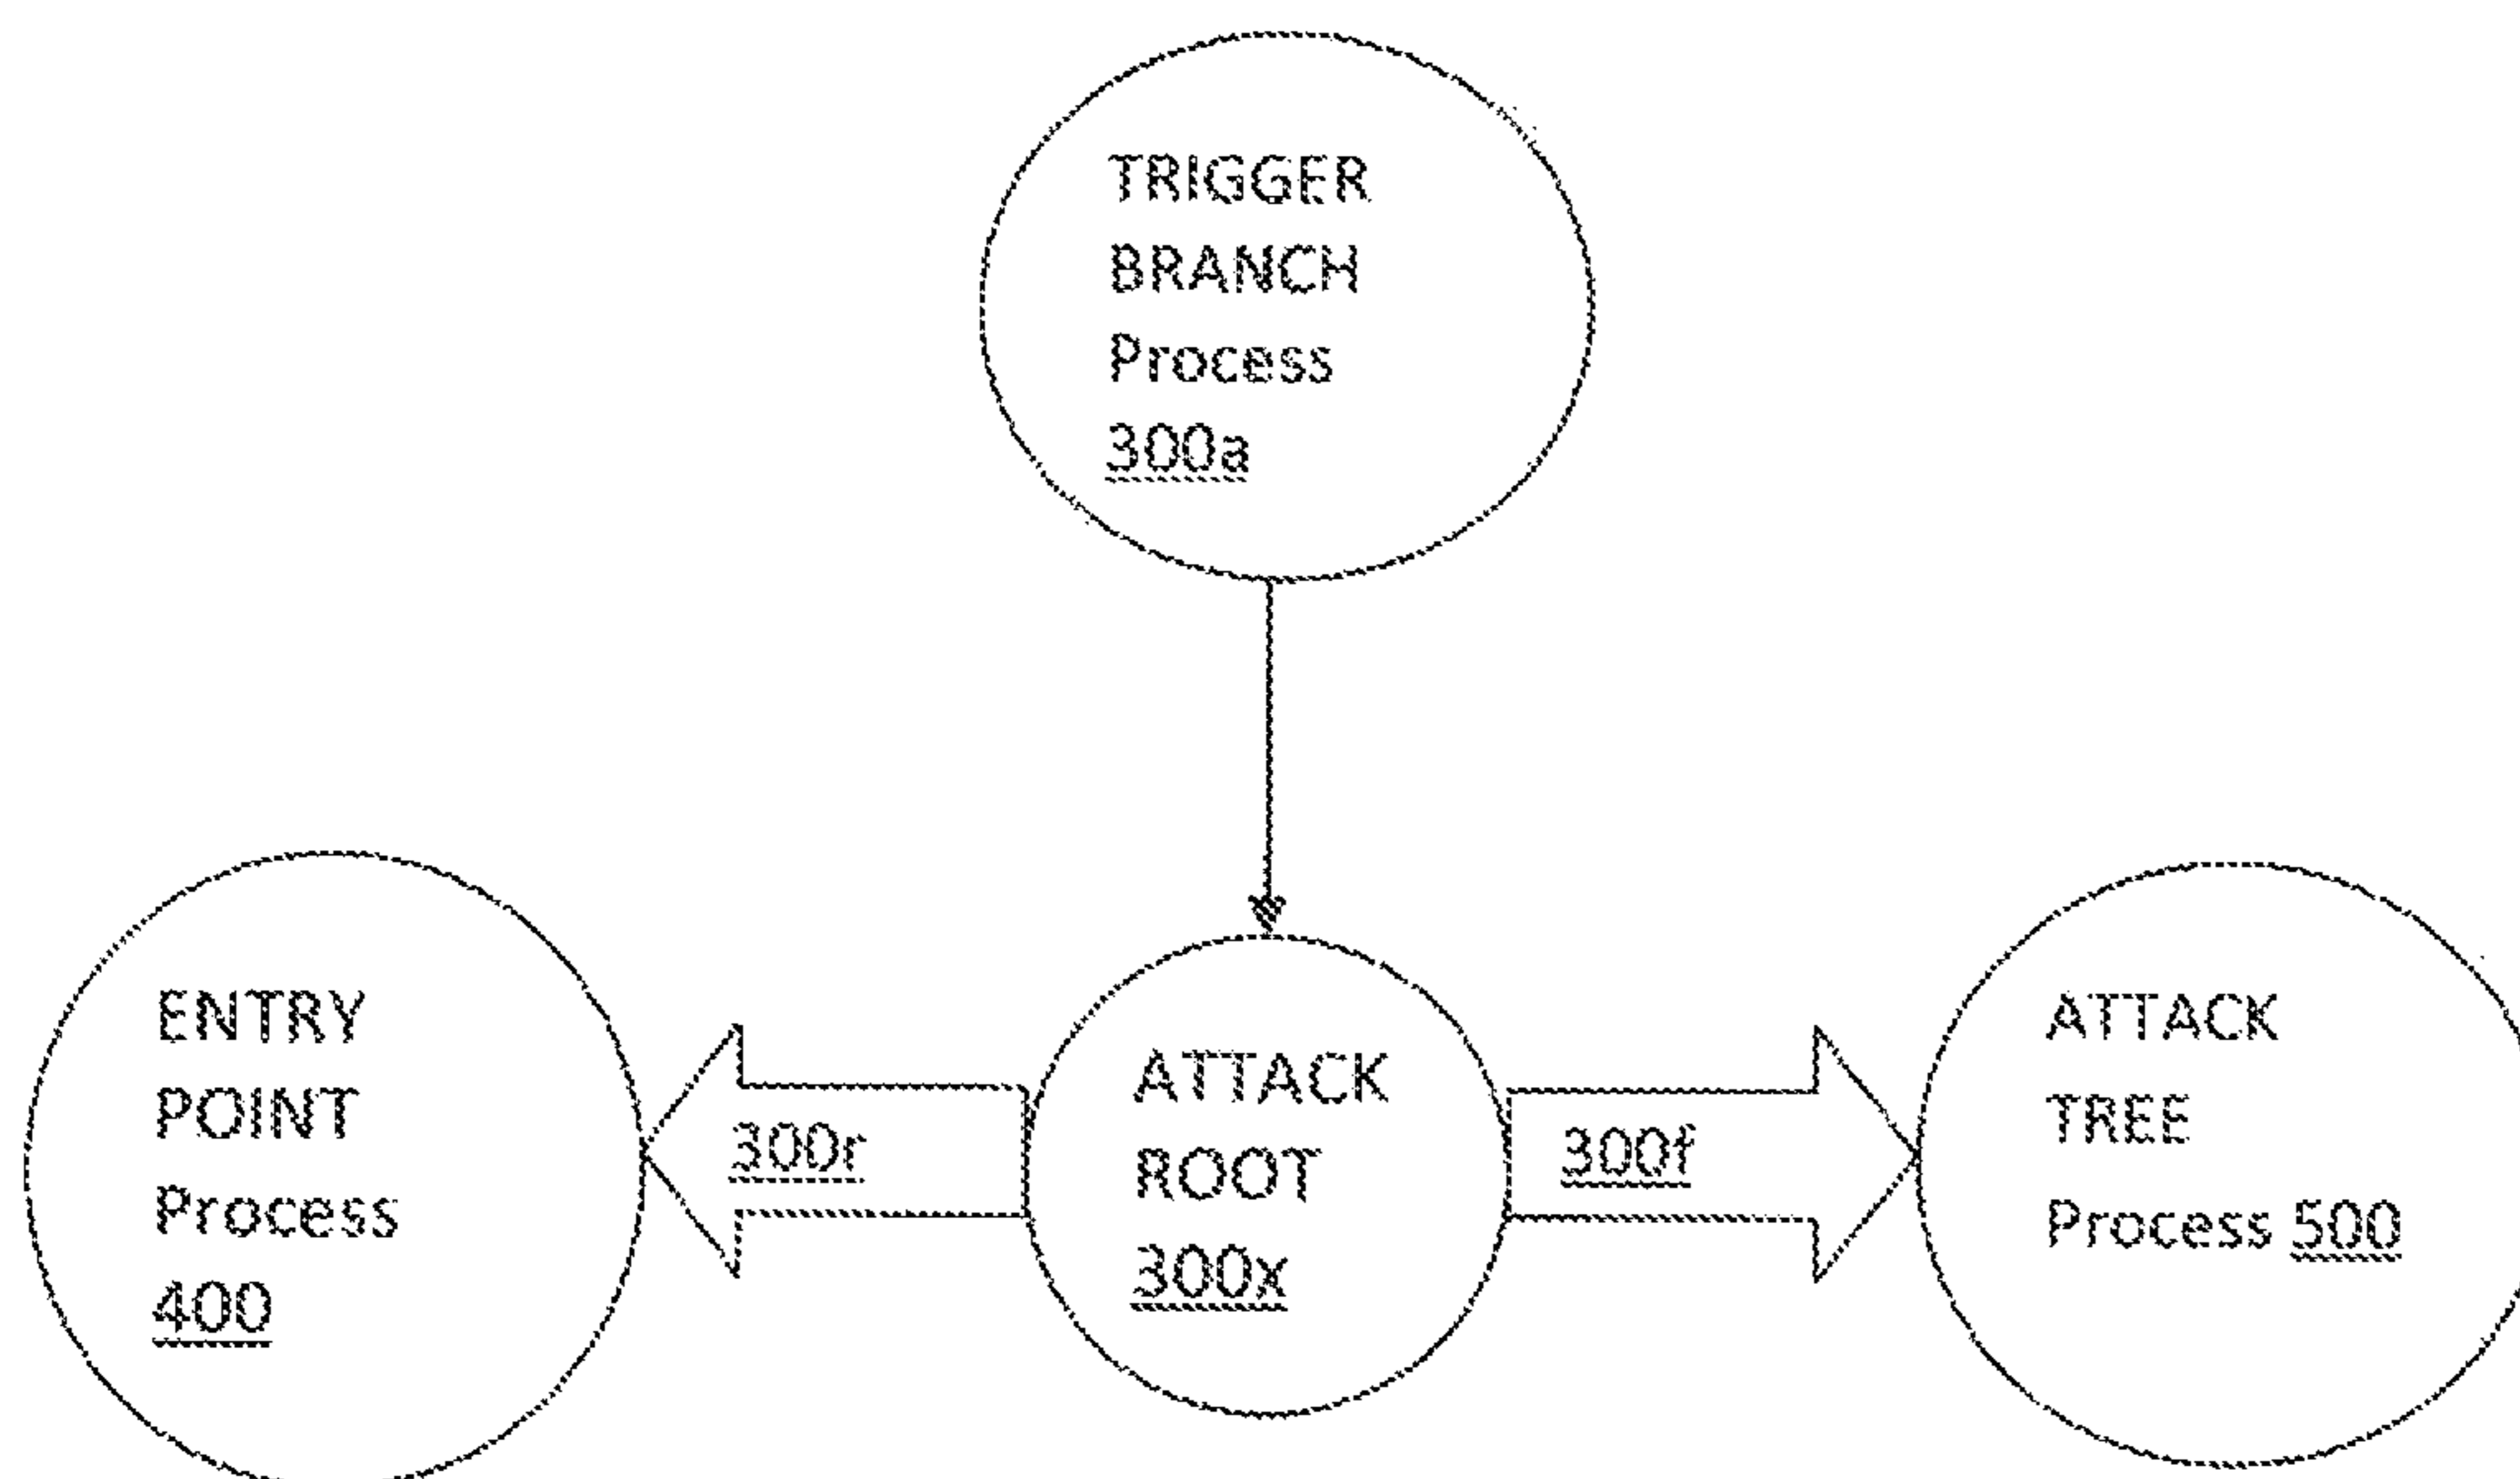 TRIGGER
BRANCH
Process
300a
ENTRY
POINT
Process
400
300r
ATTACK
ROOT
300x
300f
ATTACK
TREE
Process 500